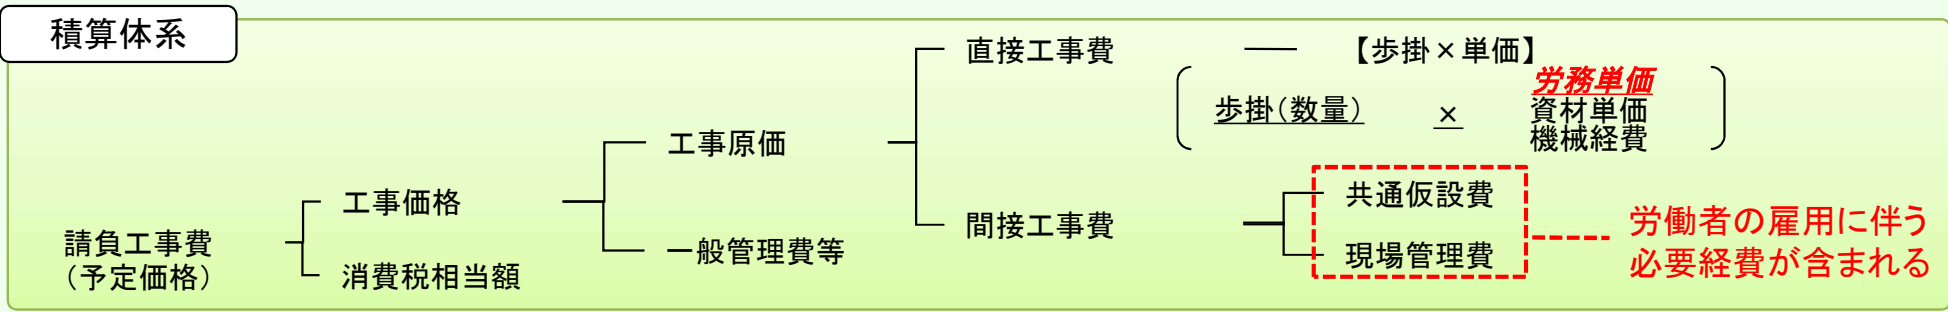 積算体系
直接工事費
【歩掛×単価】
歩掛(数量)
×
労務単価
資材単価
機械経費
工事原価
共通仮設費
工事価格
間接工事費
労働者の雇用に伴う
必要経費が含まれる
請負工事費
(予定価格)
一般管理費等
現場管理費
消費税相当額